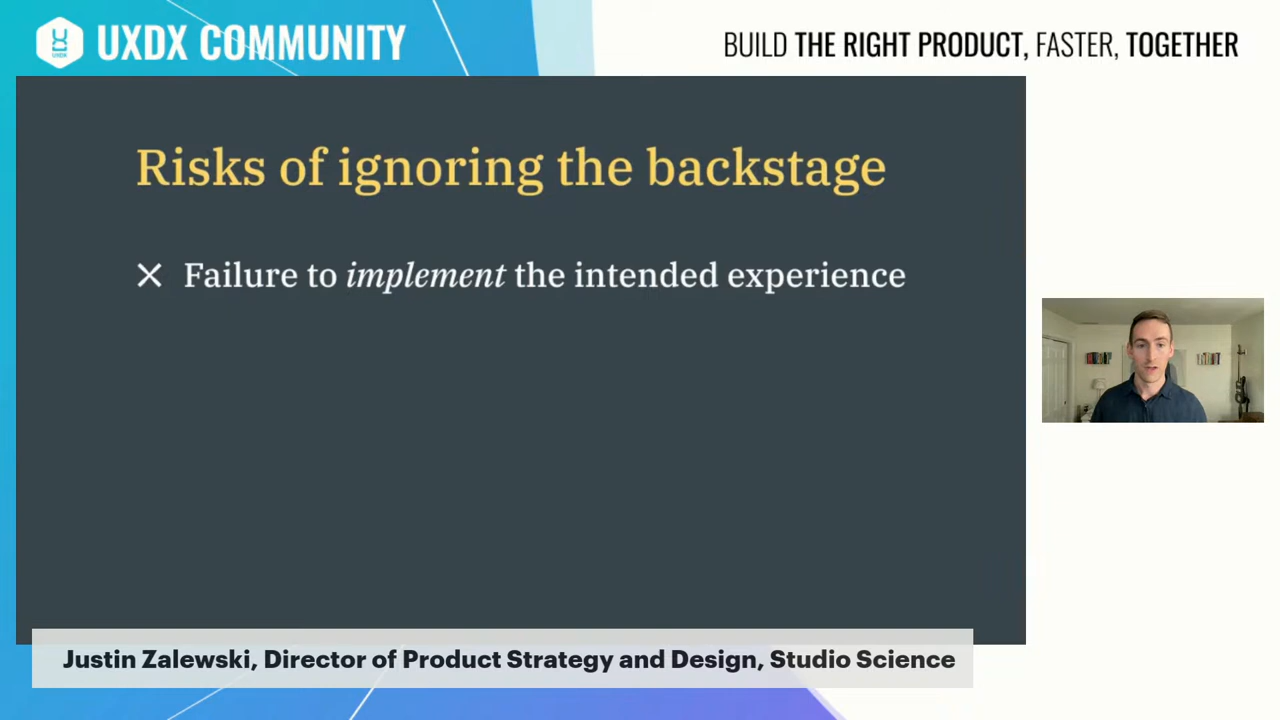 UXDX COMMUNITY
UXDX
BUILD THE RIGHT PRODUCT, FASTER, TOGETHER
Risks of ignoring the backstage
× Failure to implement the intended experience
Justin Zalewski, Director of Product Strategy and Design, Studio Science